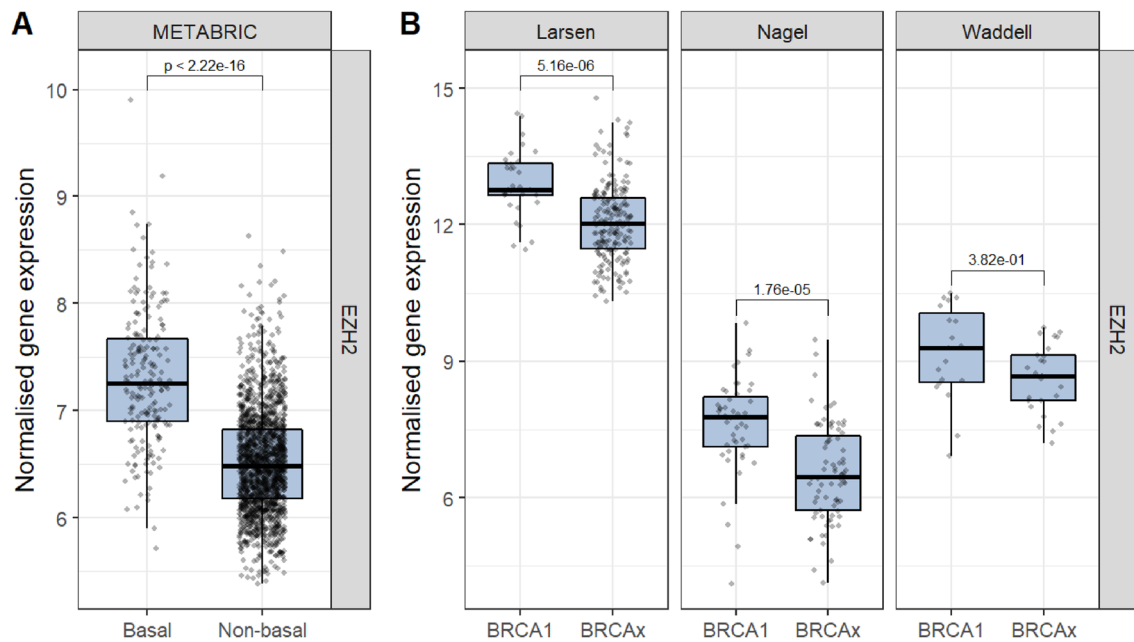 A
METABRIC
Normalised gene expression
10
9
8
7
6
p < 2.22e-16
EZH2
Basal
Non-basal
B
Larsen
Nagel
Waddell
Normalised gene expression
15
12
9
6
5.16e-06
1.76e-05
3.82e-01
EZH2
BRCA1
BRCAx
BRCA1
BRCAx
BRCA1
BRCAx